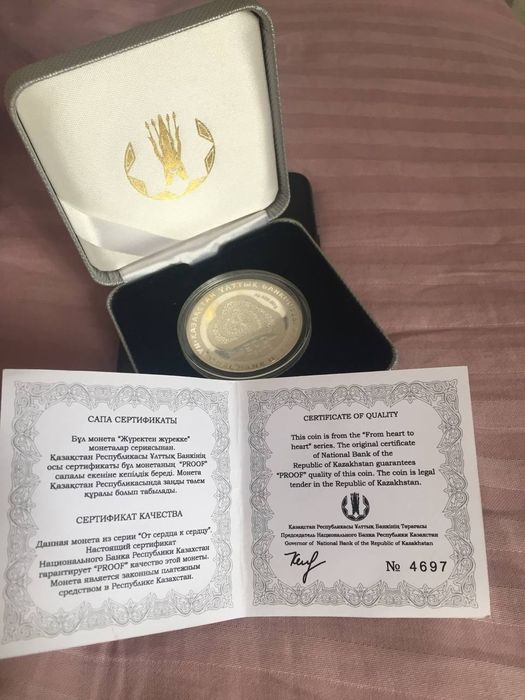 ҚАЗАҚСТАН ҰЛТТЫҚ БАНКІ
САПА СЕРТИФИКАТЫ
Бұл монета "Жүректен жүрекке"
монеталар сериясынан.
Қазақстан Республикасы Ұлттық Банкінің
осы сертификаты бұл монетаның "PROOF"
сапалы екеніне кепілдік береді. Монета
Қазақстан Республикасында заңды төлем
құралы болып табылады.
СЕРТИФИКАТ КАЧЕСТВА
Данная монета из серии "От сердца к сердцу".
Настоящий сертификат
Национального Банка Республики Казахстан
гарантирует "PROOF" качество этой монеты.
Монета является законным платежным
средством в Республике Казахстан.
CERTIFICATE OF QUALITY
This coin is from the "From heart to
heart" series. The original certificate
of National Bank of the
Republic of Kazakhstan guarantees
"PROOF" quality of this coin. The coin is legal
tender in the Republic of Kazakhstan.
Қазақстан Республикасы Ұлттық Банкінің Төрағасы
Председатель Национального Банка Республики Казахстан
Governor of National Bank of the Republic of Kazakhstan
№ 4697